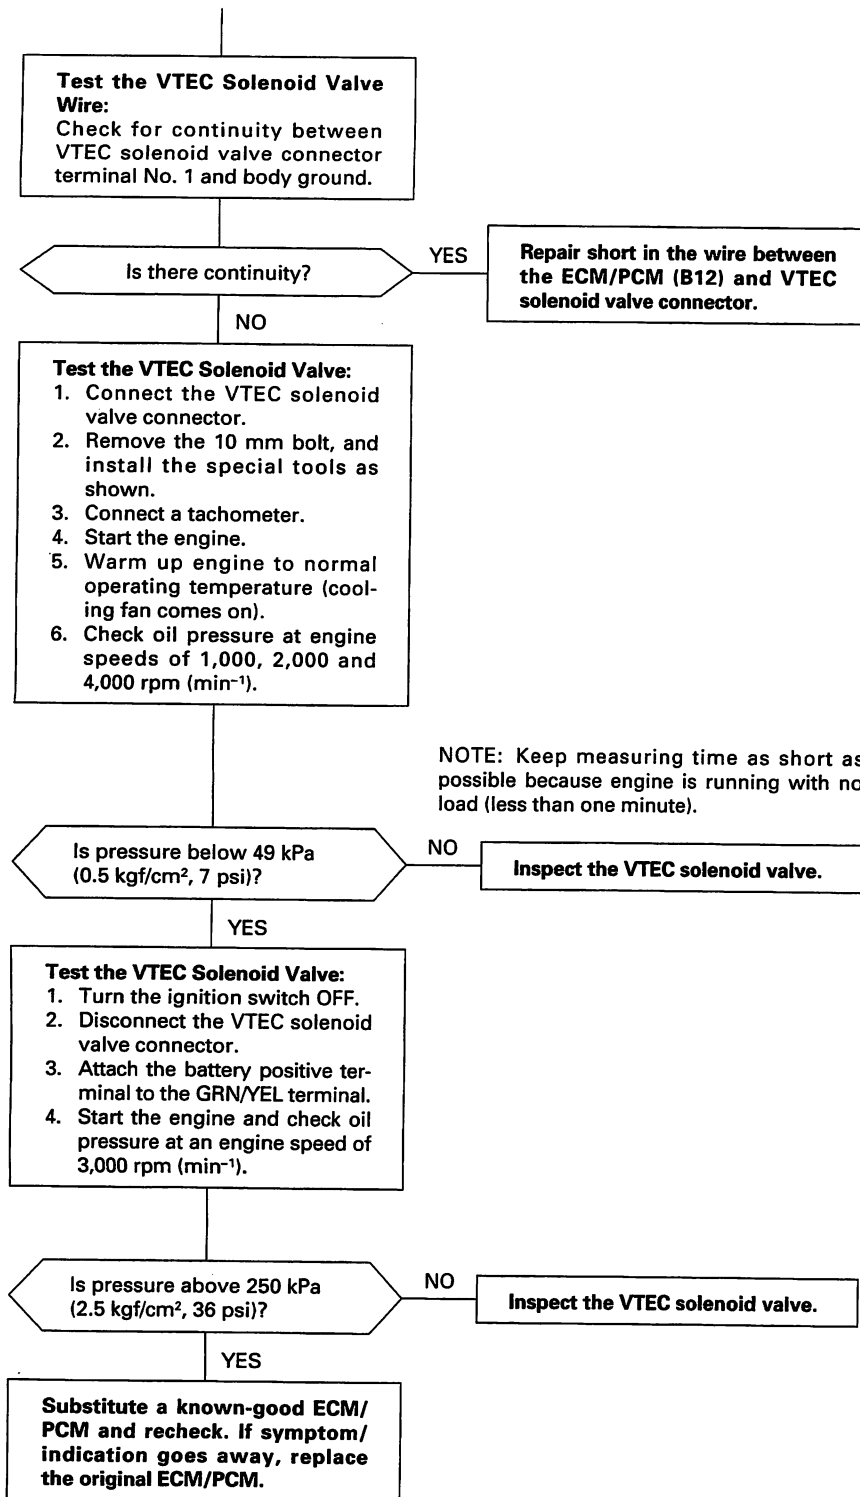 Test the VTEC Solenoid Valve
Wire:
Check for continuity between
VTEC solenoid valve connector
terminal No. 1 and body ground.
Is there continuity?
YES
Repair short in the wire between
the ECM/PCM (B12) and VTEC
solenoid valve connector.
NO
Test the VTEC Solenoid Valve:
1. Connect the VTEC solenoid
valve connector.
2. Remove the 10 mm bolt, and
install the special tools as
shown.
3. Connect a tachometer.
4. Start the engine.
5. Warm up engine to normal
operating temperature (cool-
ing fan comes on).
6. Check oil pressure at engine
speeds of 1,000, 2,000 and
4,000 rpm (min⁻¹).
NOTE: Keep measuring time as short as
possible because engine is running with no
load (less than one minute).
Is pressure below 49 kPa
(0.5 kgf/cm², 7 psi)?
NO
Inspect the VTEC solenoid valve.
YES
Test the VTEC Solenoid Valve:
1. Turn the ignition switch OFF.
2. Disconnect the VTEC solenoid
valve connector.
3. Attach the battery positive ter-
minal to the GRN/YEL terminal.
4. Start the engine and check oil
pressure at an engine speed of
3,000 rpm (min⁻¹).
Is pressure above 250 kPa
(2.5 kgf/cm², 36 psi)?
NO
Inspect the VTEC solenoid valve.
YES
Substitute a known-good ECM/
PCM and recheck. If symptom/
indication goes away, replace
the original ECM/PCM.